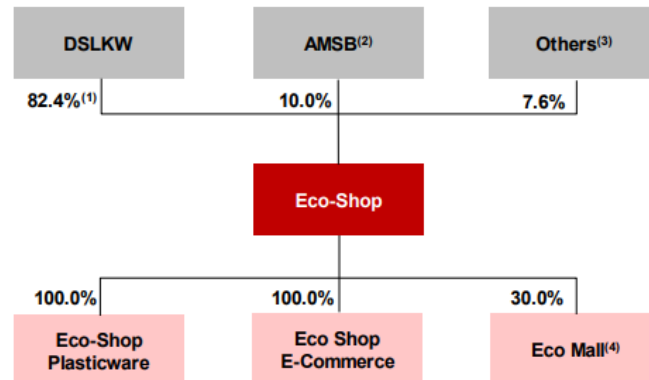 DSLKW
AMSB(2)
Others(3)
82.4%(1)
10.0%
7.6%
Eco-Shop
100.0%
100.0%
30.0%
Eco-Shop
Plasticware
Eco Shop
E-Commerce
Eco Mall(4)